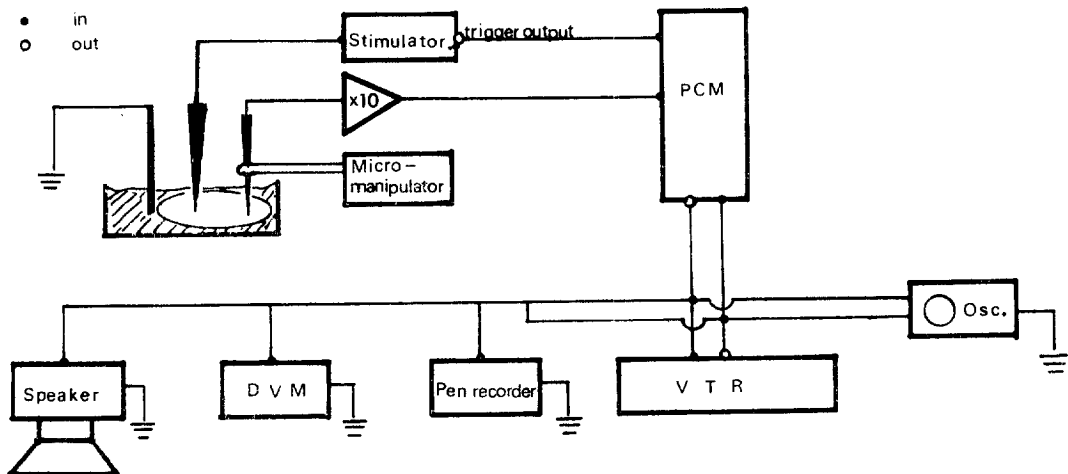 in
out
Stimulator
trigger output
x10
PCM
Micro-
manipulator
Osc.
Speaker
D V M
Pen recorder
V T R